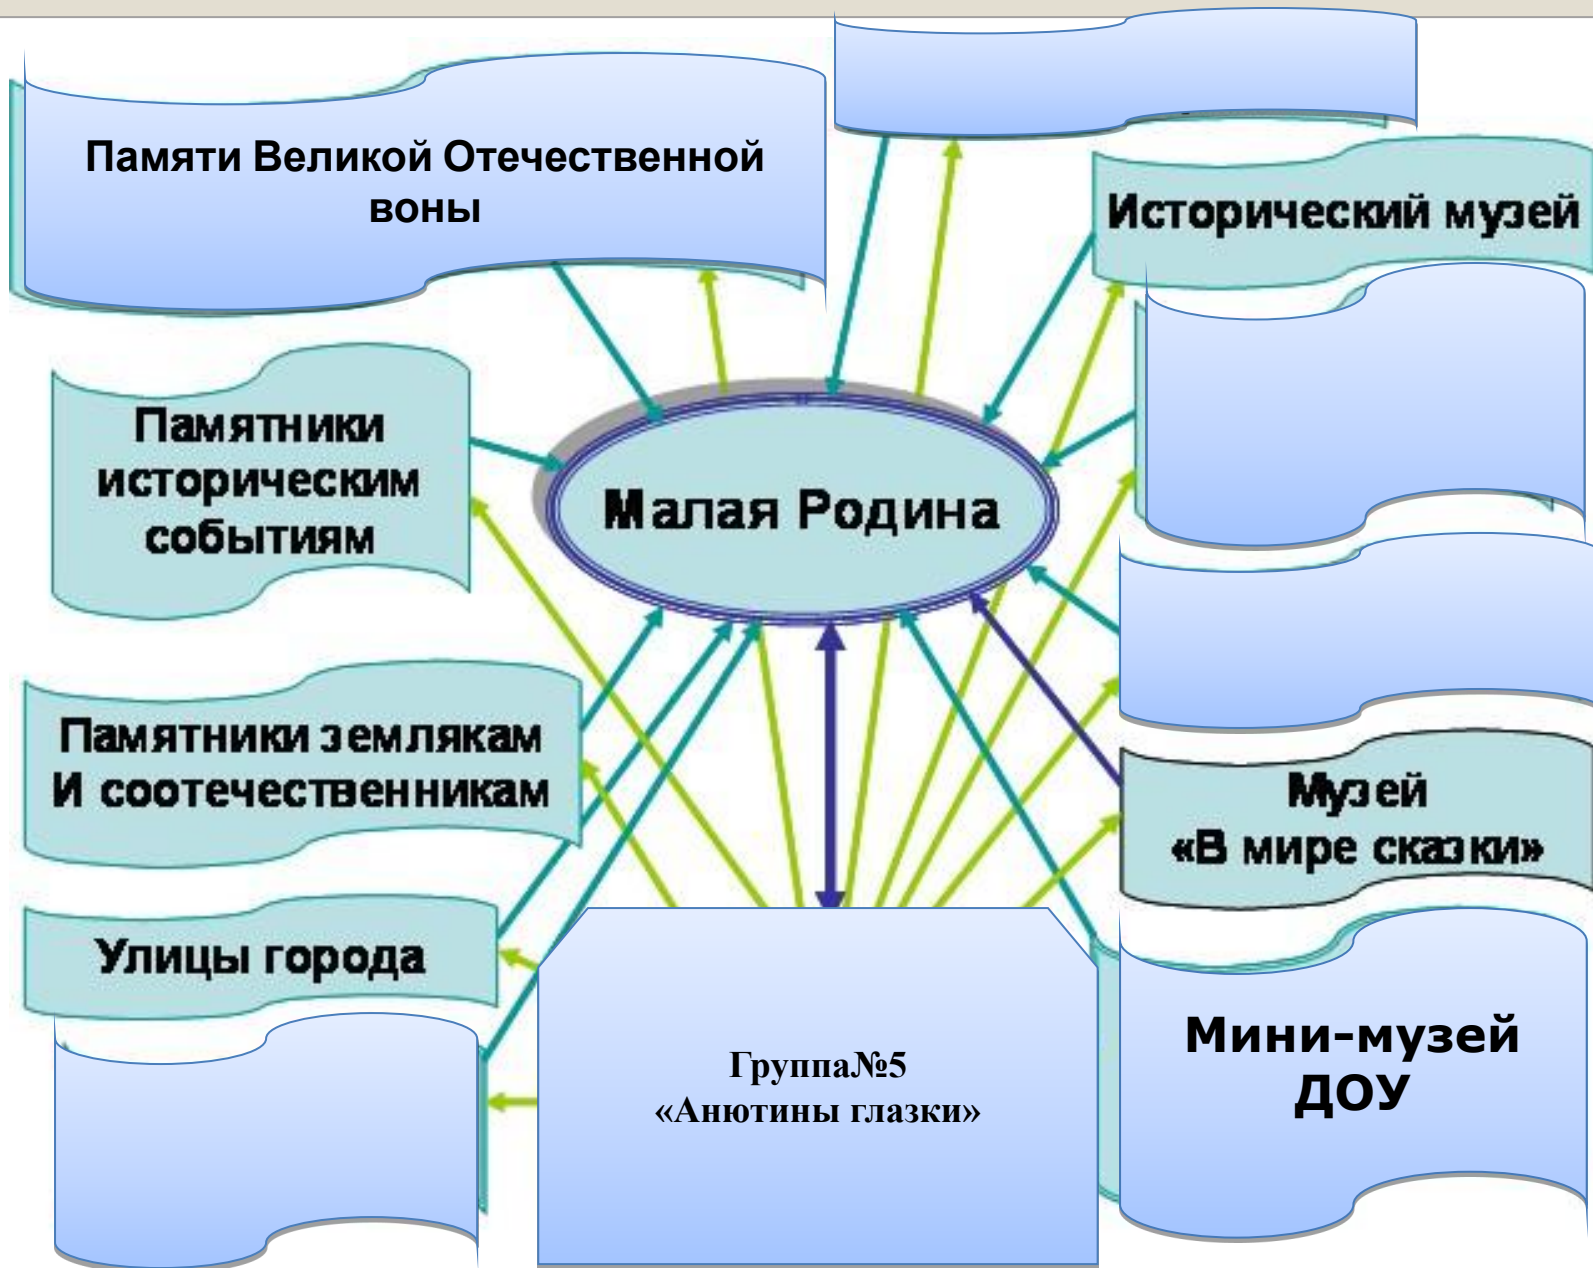 Памяти Великой Отечественной
воны
Исторический музей
Памятники
историческим
событиям
Малая Родина
Памятники землякам
И соотечественникам
Музей
«В мире сказки»
Улицы города
Группа№5
«Анютины глазки»
Мини-музей
ДОУ